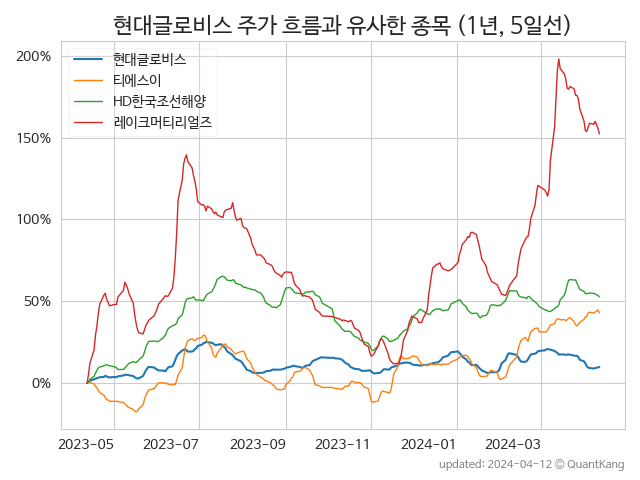 현대글로비스 주가 흐름과 유사한 종목 (1년, 5일선)
현대글로비스
티에스이
HD한국조선해양
레이크머티리얼즈
200%
150%
100%
50%
0%
2023-05 2023-07 2023-09 2023-11 2024-01 2024-03
updated: 2024-04-12 © QuantKang